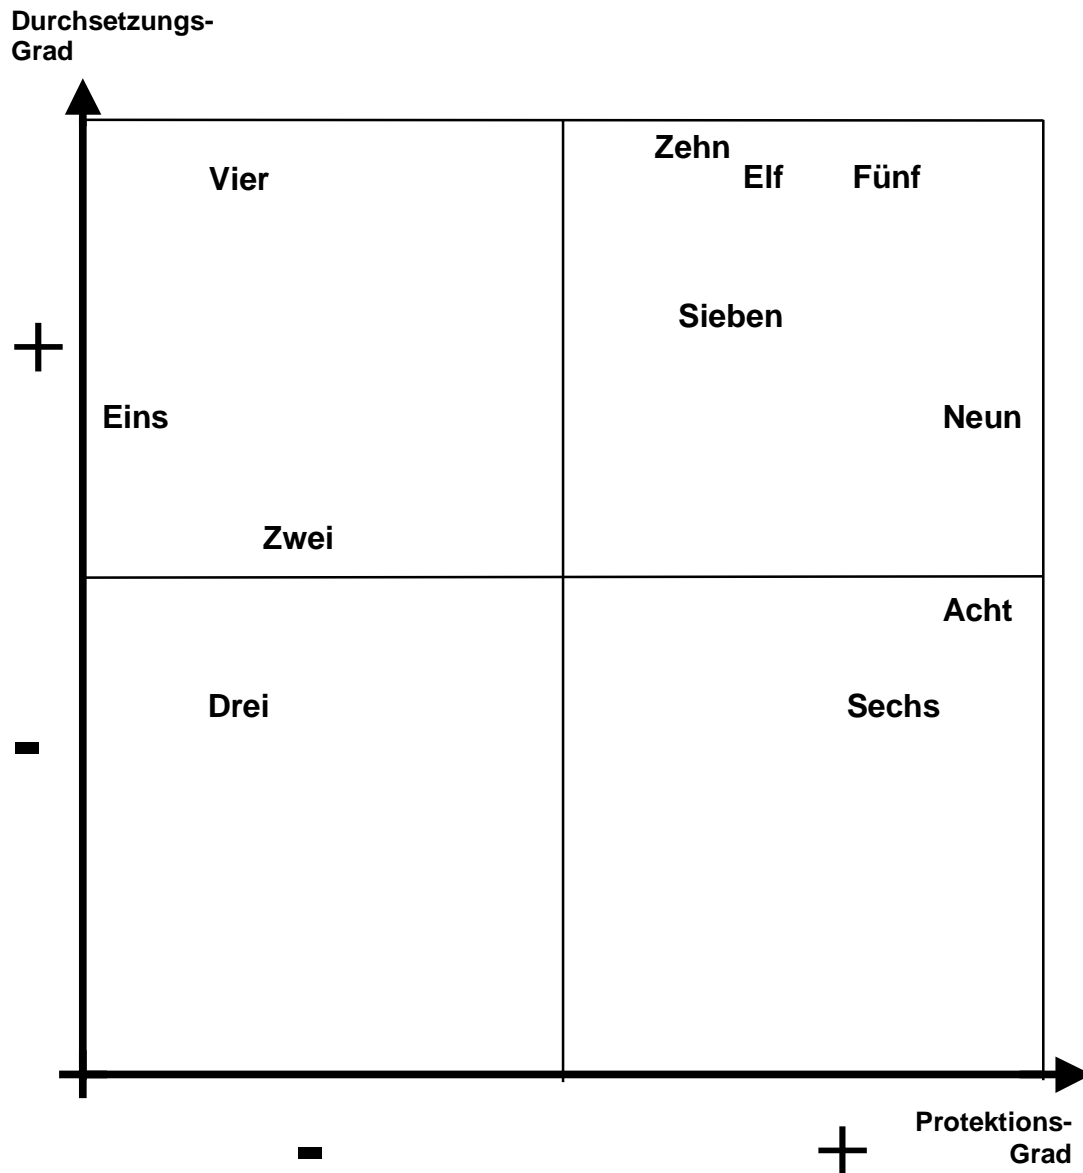 Durchsetzungs-
Grad
Zehn
Vier
Elf Fünf
Sieben
+
Eins
Neun
Zwei
Acht
Drei
Sechs
-
Protektions-
- +
Grad